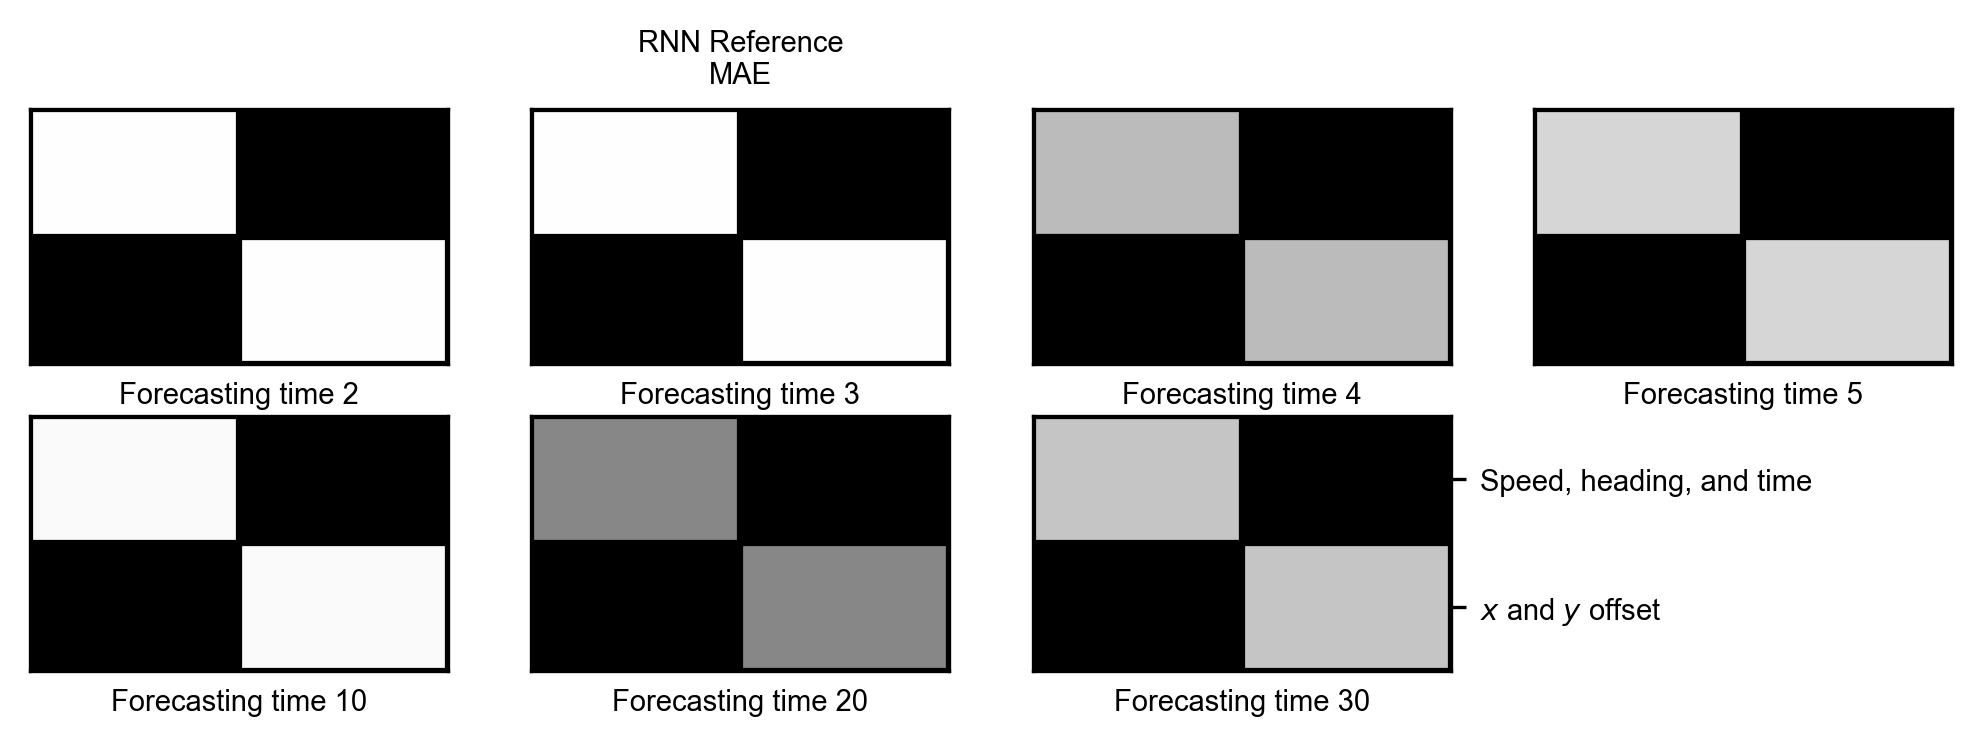 RNN Reference
MAE
Forecasting time 2
Forecasting time 3
Forecasting time 4
Forecasting time 5
Speed, heading, and time
x and y offset
Forecasting time 10
Forecasting time 20
Forecasting time 30